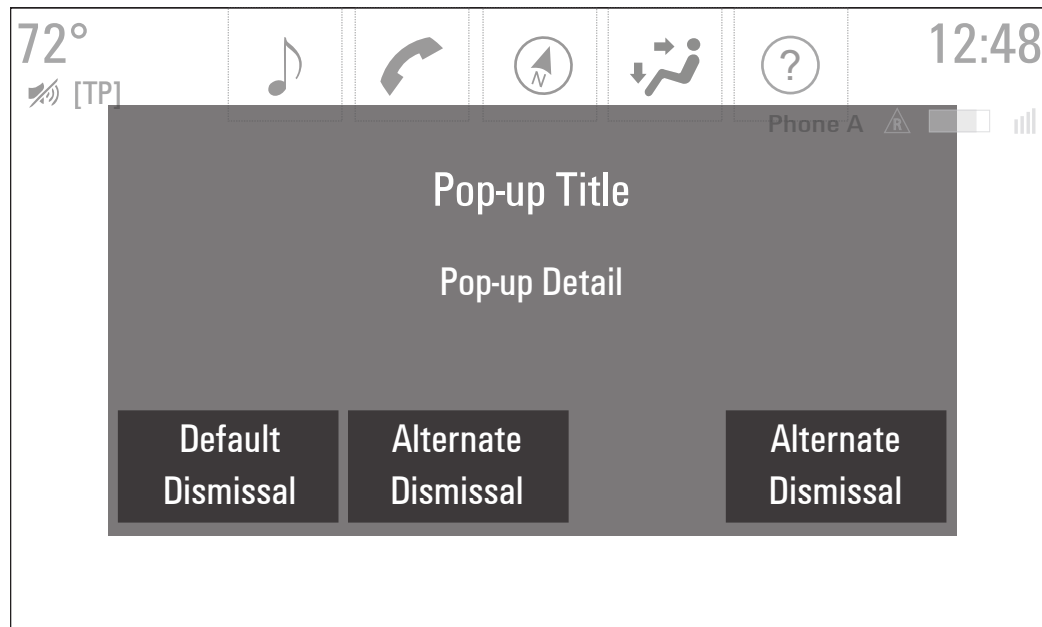 72°
12:48
[TP]
N
?
Phone A
R
Pop-up Title
Pop-up Detail
Default
Dismissal
Alternate
Dismissal
Alternate
Dismissal